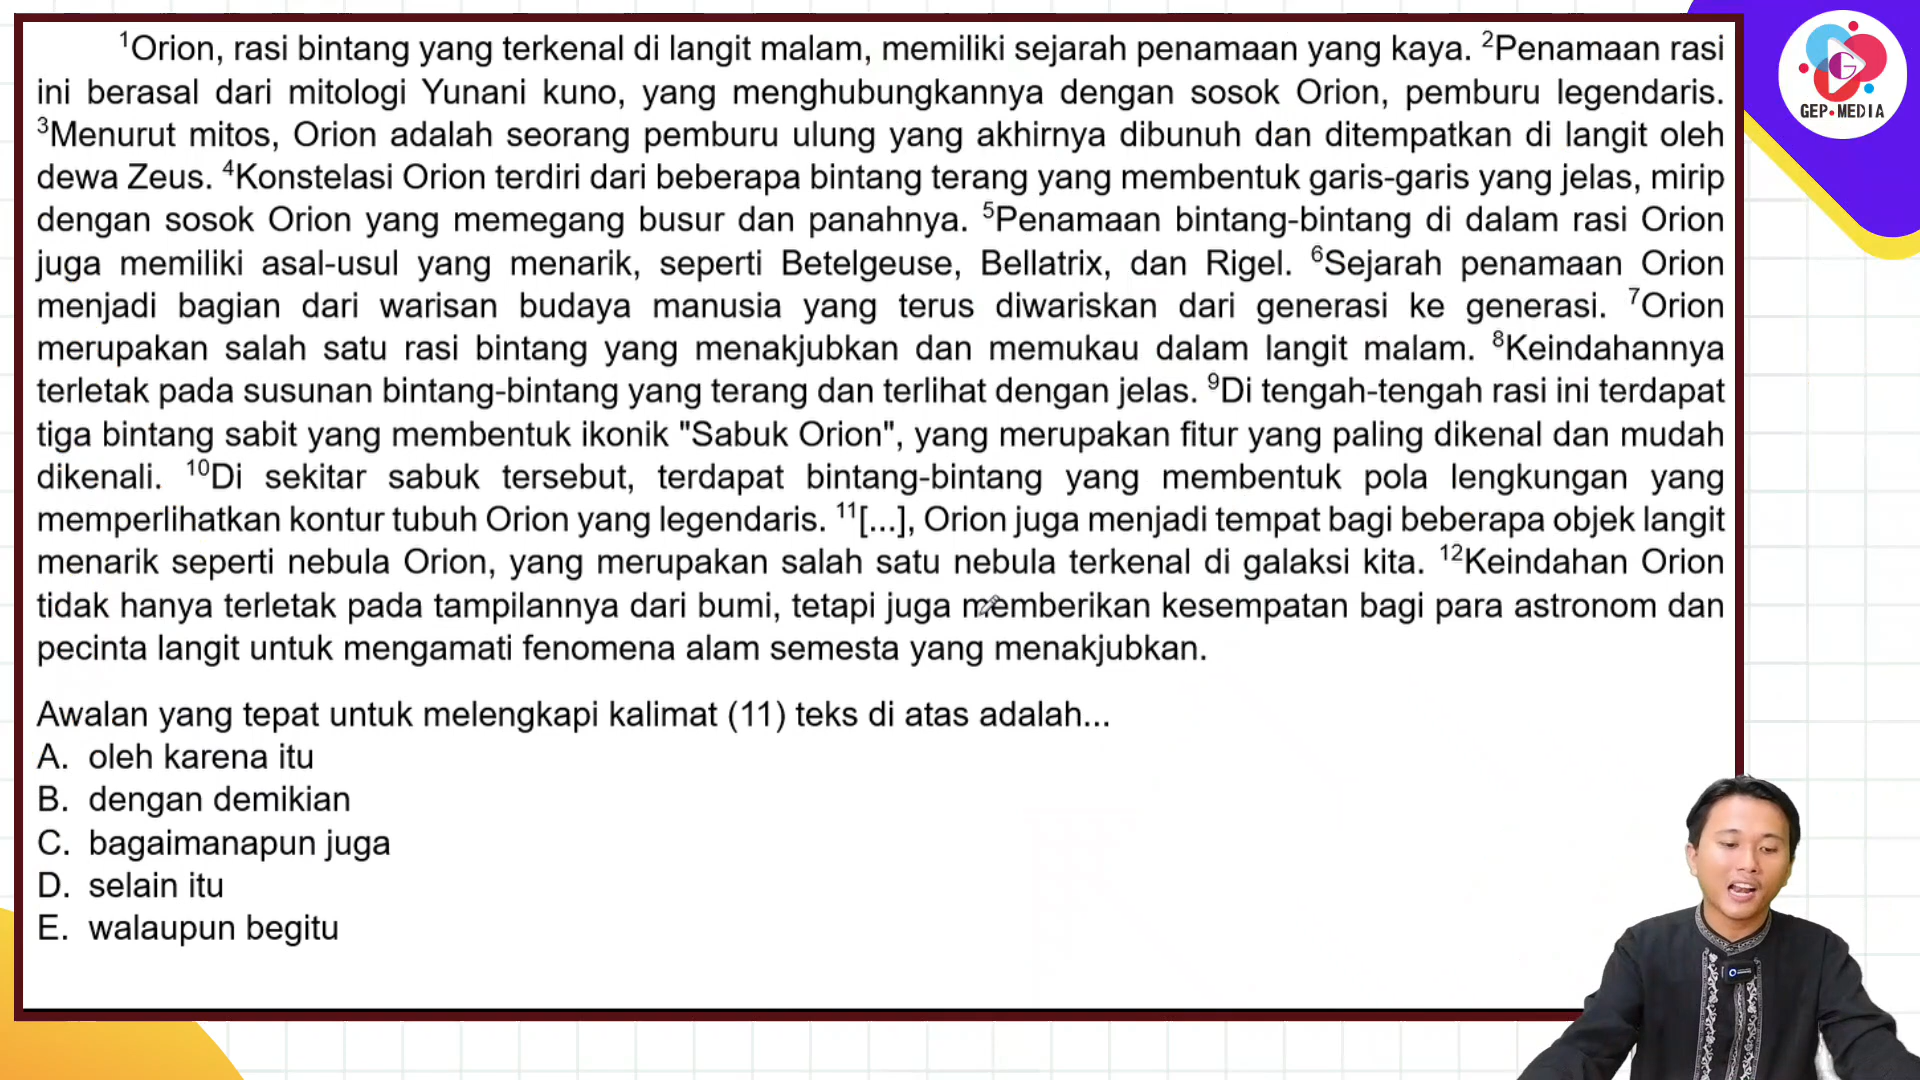 ¹Orion, rasi bintang yang terkenal di langit malam, memiliki sejarah penamaan yang kaya. ²Penamaan rasi
ini berasal dari mitologi Yunani kuno, yang menghubungkannya dengan sosok Orion, pemburu legendaris.
³Menurut mitos, Orion adalah seorang pemburu ulung yang akhirnya dibunuh dan ditempatkan di langit oleh
dewa Zeus. ⁴Konstelasi Orion terdiri dari beberapa bintang terang yang membentuk garis-garis yang jelas, mirip
dengan sosok Orion yang memegang busur dan panahnya. ⁵Penamaan bintang-bintang di dalam rasi Orion
juga memiliki asal-usul yang menarik, seperti Betelgeuse, Bellatrix, dan Rigel. ⁶Sejarah penamaan Orion
menjadi bagian dari warisan budaya manusia yang terus diwariskan dari generasi ke generasi. ⁷Orion
merupakan salah satu rasi bintang yang menakjubkan dan memukau dalam langit malam. ⁸Keindahannya
terletak pada susunan bintang-bintang yang terang dan terlihat dengan jelas. ⁹Di tengah-tengah rasi ini terdapat
tiga bintang sabit yang membentuk ikonik "Sabuk Orion", yang merupakan fitur yang paling dikenal dan mudah
dikenali. ¹⁰Di sekitar sabuk tersebut, terdapat bintang-bintang yang membentuk pola lengkungan yang
memperlihatkan kontur tubuh Orion yang legendaris. ¹¹[...], Orion juga menjadi tempat bagi beberapa objek langit
menarik seperti nebula Orion, yang merupakan salah satu nebula terkenal di galaksi kita. ¹²Keindahan Orion
tidak hanya terletak pada tampilannya dari bumi, tetapi juga memberikan kesempatan bagi para astronom dan
pecinta langit untuk mengamati fenomena alam semesta yang menakjubkan.
Awalan yang tepat untuk melengkapi kalimat (11) teks di atas adalah...
A. oleh karena itu
B. dengan demikian
C. bagaimanapun juga
D. selain itu
E. walaupun begitu
G
GEP•MEDIA